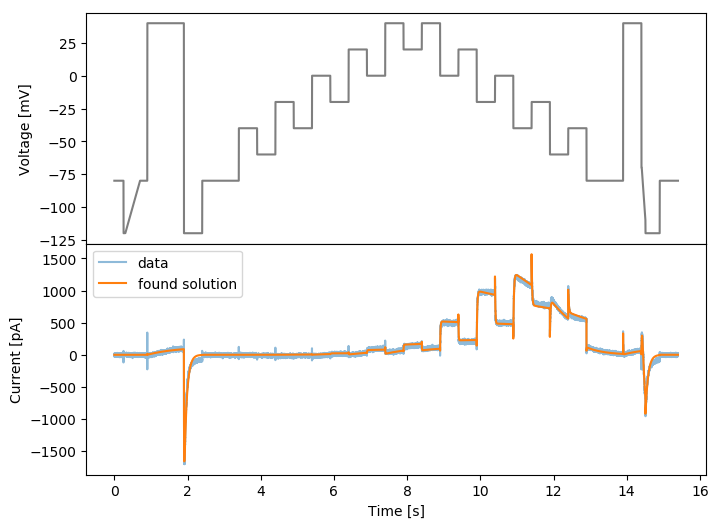 Voltage [mV]
25
0
−25
−50
−75
−100
−125
Current [pA]
1500
1000
500
0
−500
−1000
−1500
data
found solution
0 2 4 6 8 10 12 14 16
Time [s]